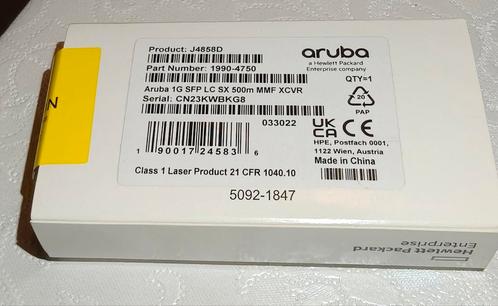 Product: J4858D
Part Number: 1990-4750
Aruba 1G SFP LC SX 500m MMF XCVR
Serial: CN23KWBKG8
aruba
a Hewlett Packard
Enterprise company
QTY=1
20
PAP
033022
UK
CA
CE
HPE, Postfach 0001,
1122 Wien, Austria
Made in China
1 90017 24583 6
Class 1 Laser Product 21 CFR 1040.10
5092-1847
N
Hewlett Packard
Enterprise